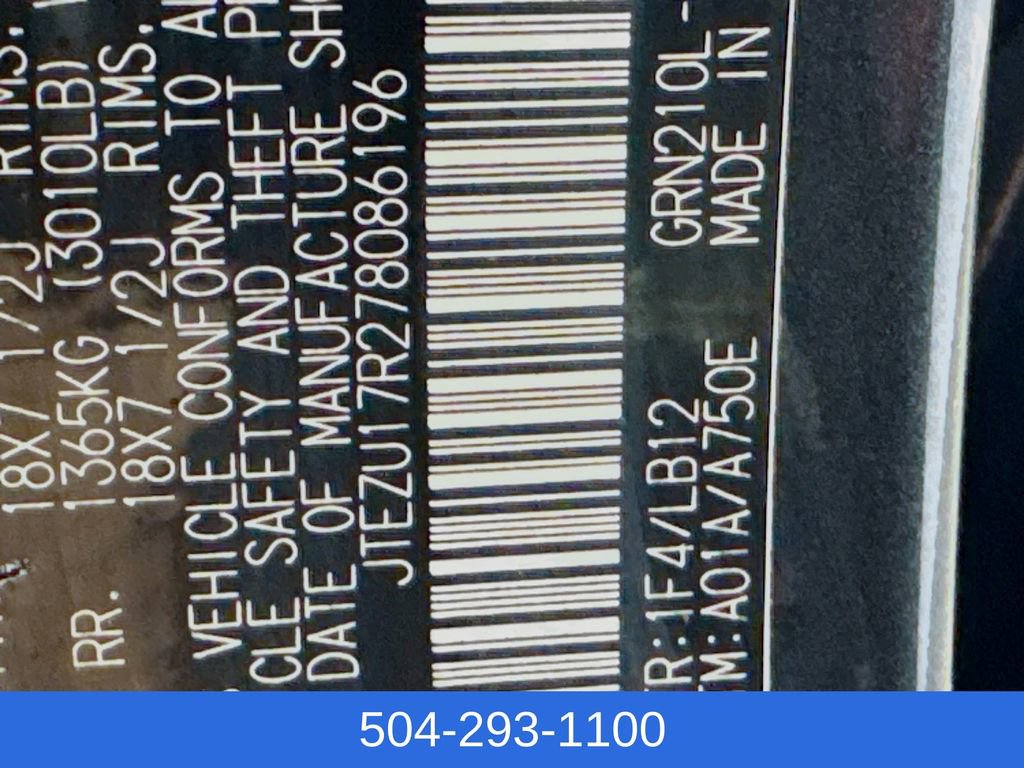 RIMS,
18X7 1/2J
RR. 1365KG (3010LB) W
18X7 1/2J RIMS,
VEHICLE CONFORMS TO A
CLE SAFETY AND THEFT P
DATE OF MANUFACTURE SH
JTEZU17R278086196
R:1F4/LB12 GRN210L-
M:A01A/A750E MADE IN
504-293-1100